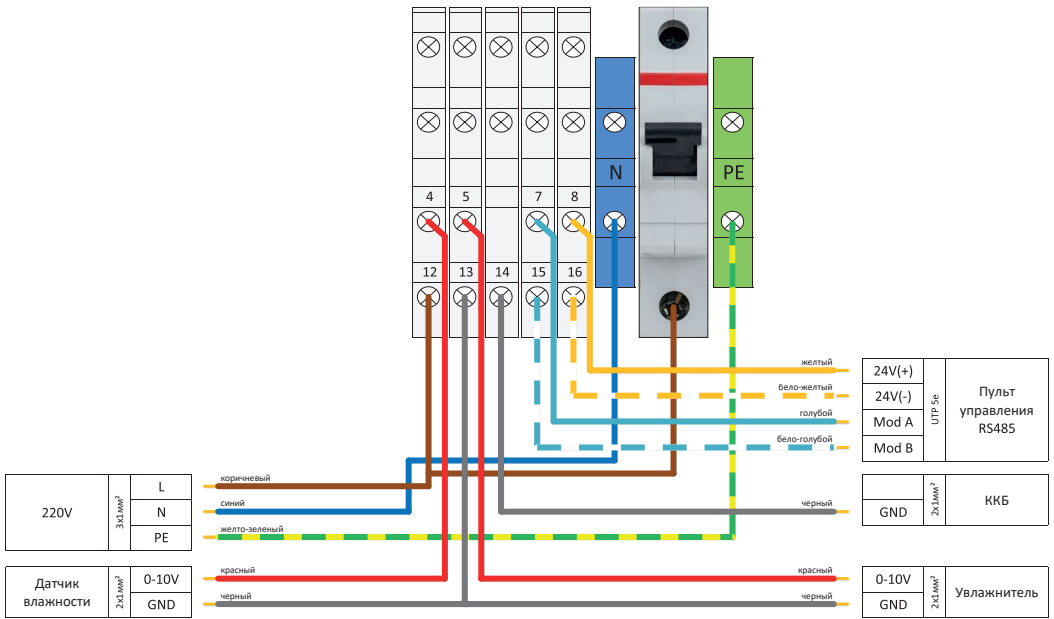 N
PE
4
5
7
8
12
13
14
15
16
желтый
бело-желтый
голубой
бело-голубой
24V(+)
24V(-)
Mod A
Mod B
UTP 5e
Пульт
управления
RS485
220V
3x1мм²
L
N
PE
коричневый
синий
желто-зеленый
черный
GND
2x1мм²
ККБ
Датчик
влажности
2x1мм²
0-10V
GND
красный
черный
красный
черный
0-10V
GND
2x1мм²
Увлажнитель